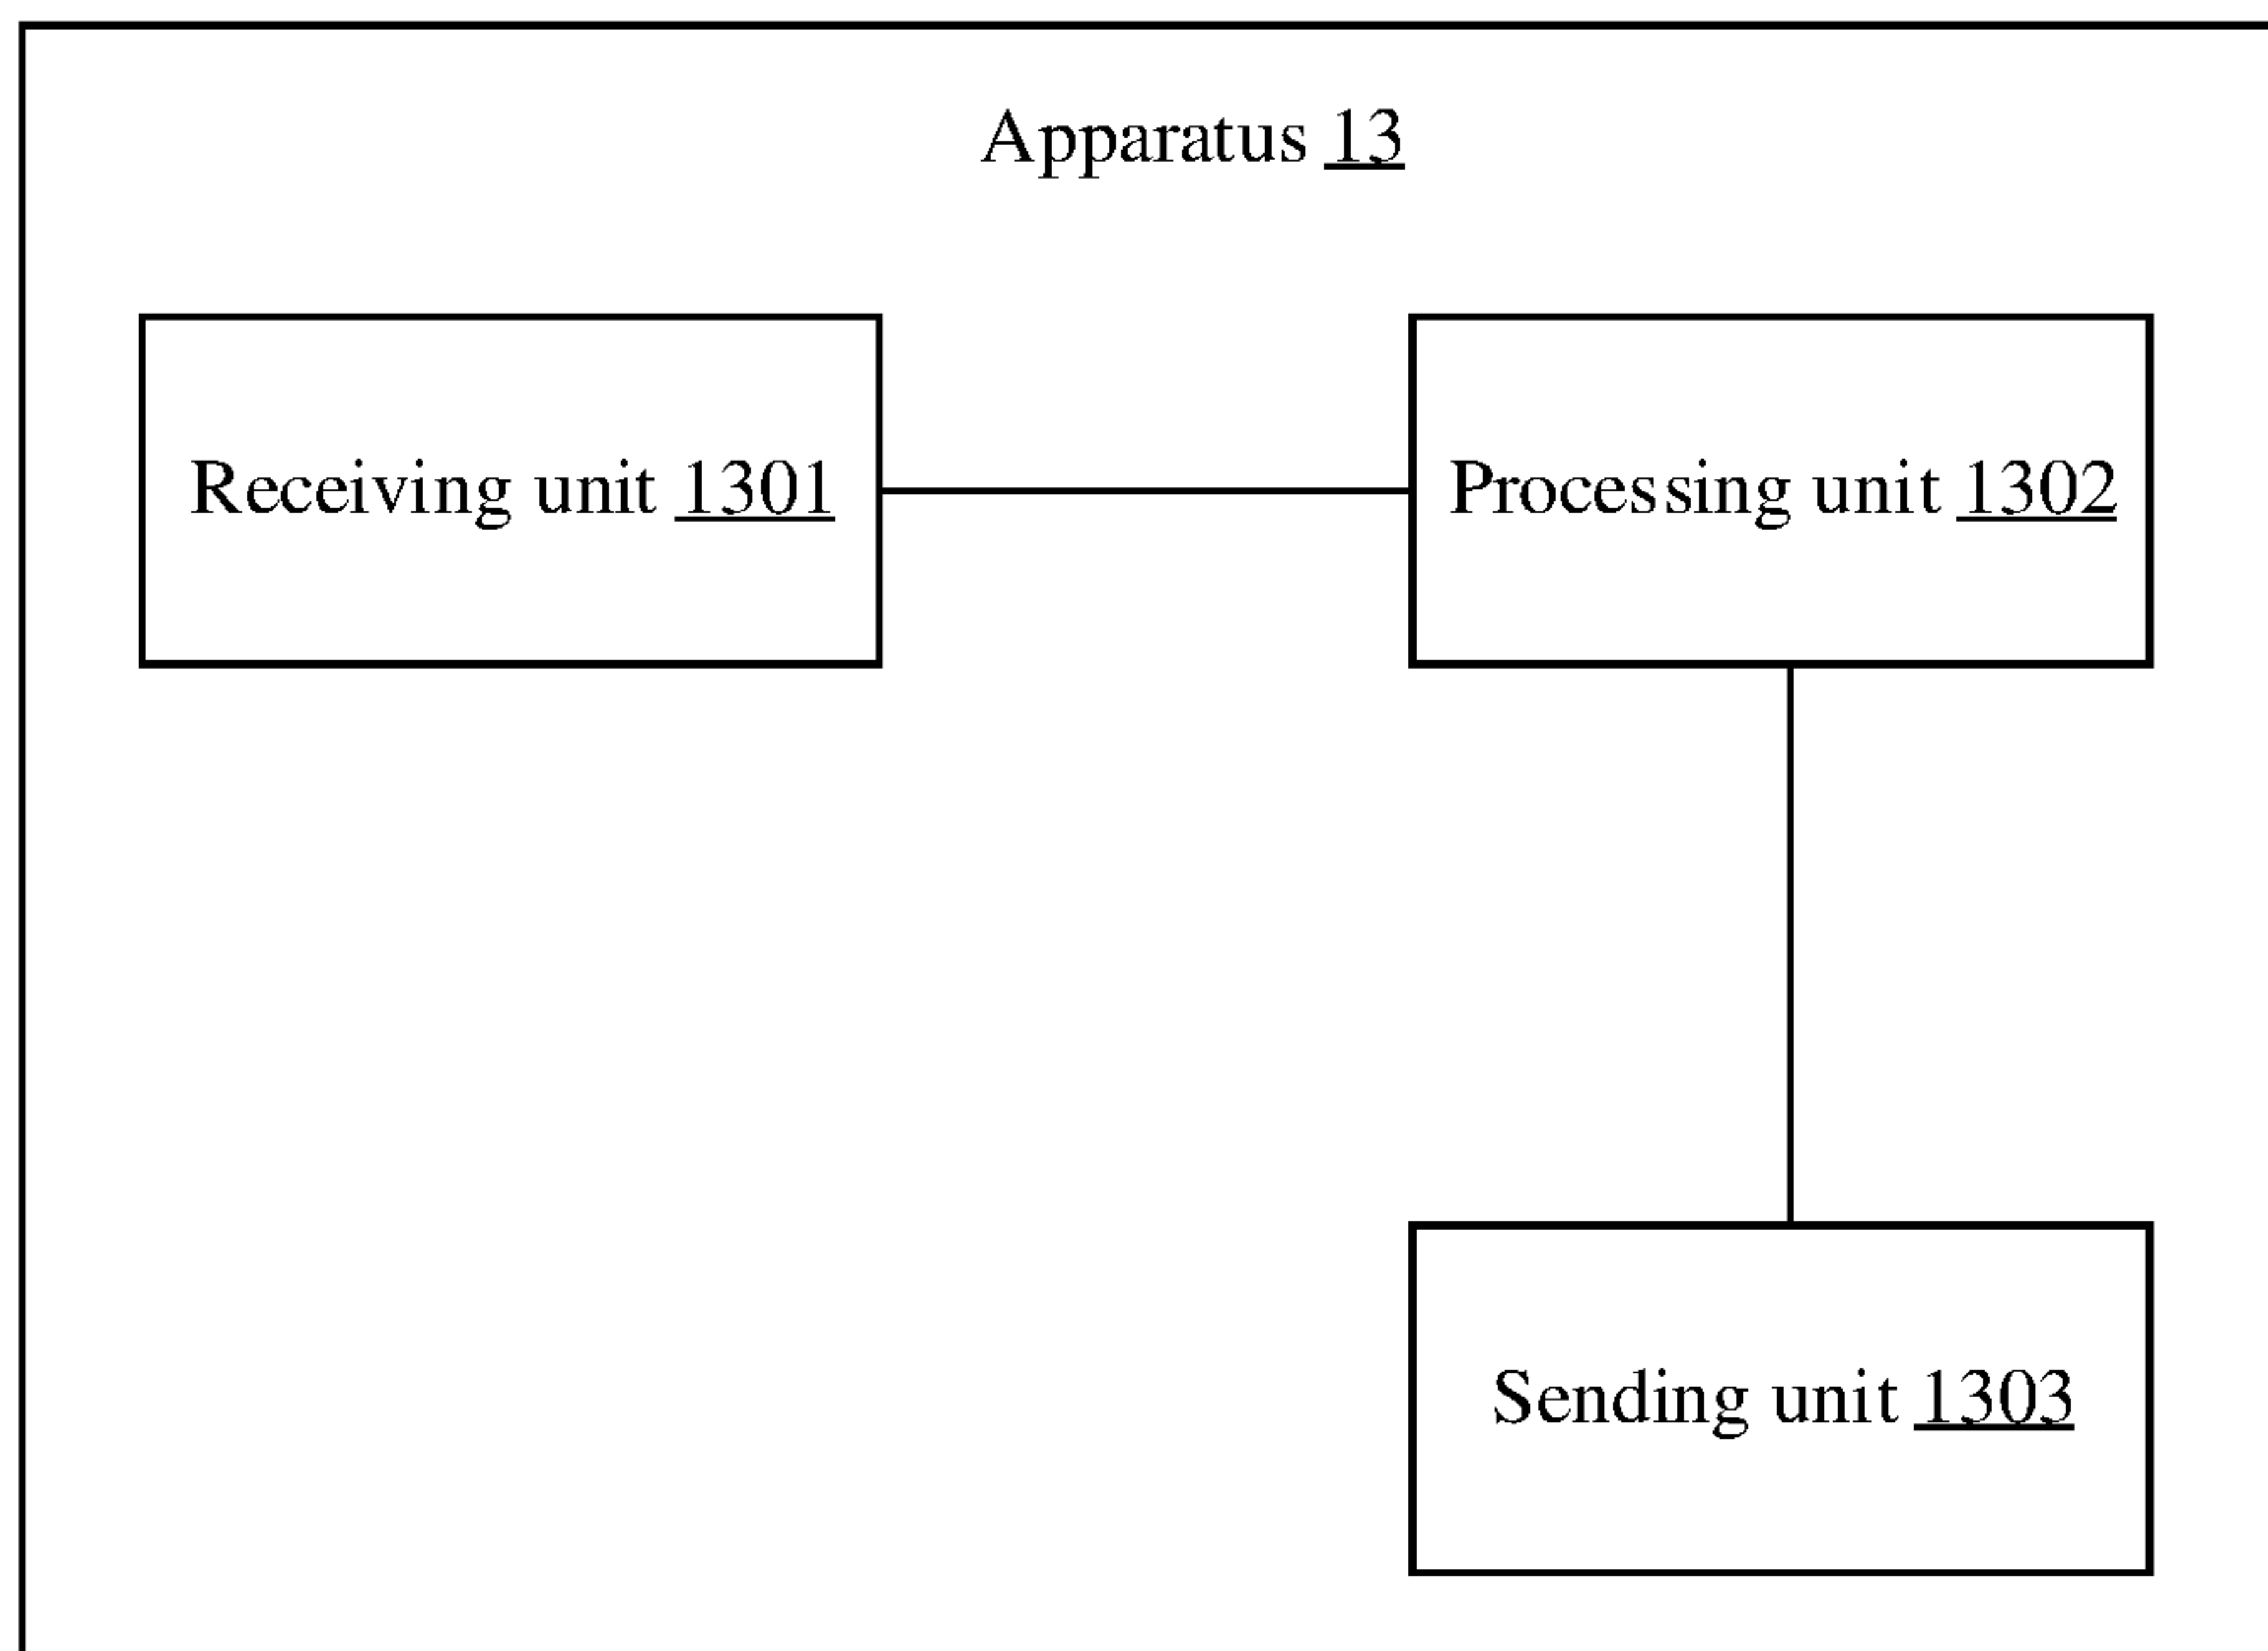 Apparatus 13
Receiving unit 1301
Processing unit 1302
Sending unit 1303